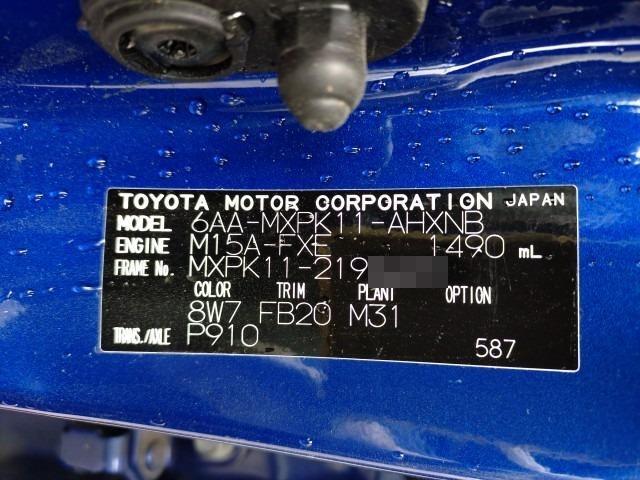 TOYOTA MOTOR CORPORATION JAPAN
MODEL 6AA-MXPK11-AHXNB
ENGINE M15A-FXE 1490 mL
FRAME No. MXPK11-219
COLOR TRIM PLANT OPTION
8W7 FB20 M31
TRANS./AXLE P910
587